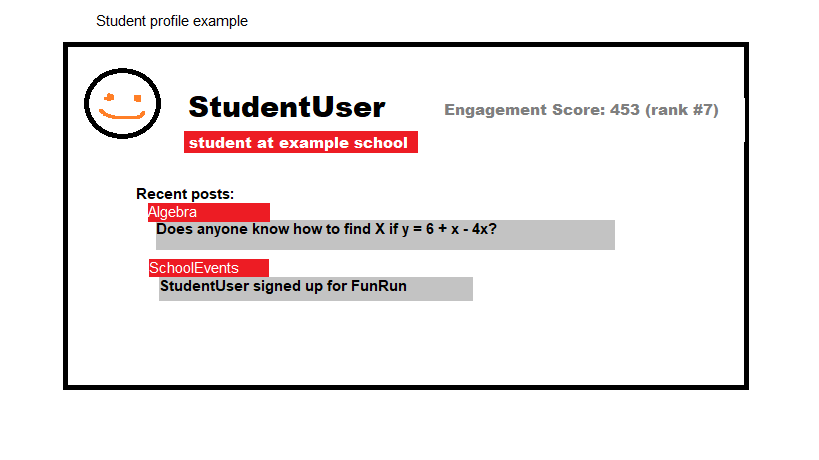 Student profile example
StudentUser
Engagement Score: 453 (rank #7)
student at example school
Recent posts:
Algebra
Does anyone know how to find X if y = 6 + x - 4x?
SchoolEvents
StudentUser signed up for FunRun